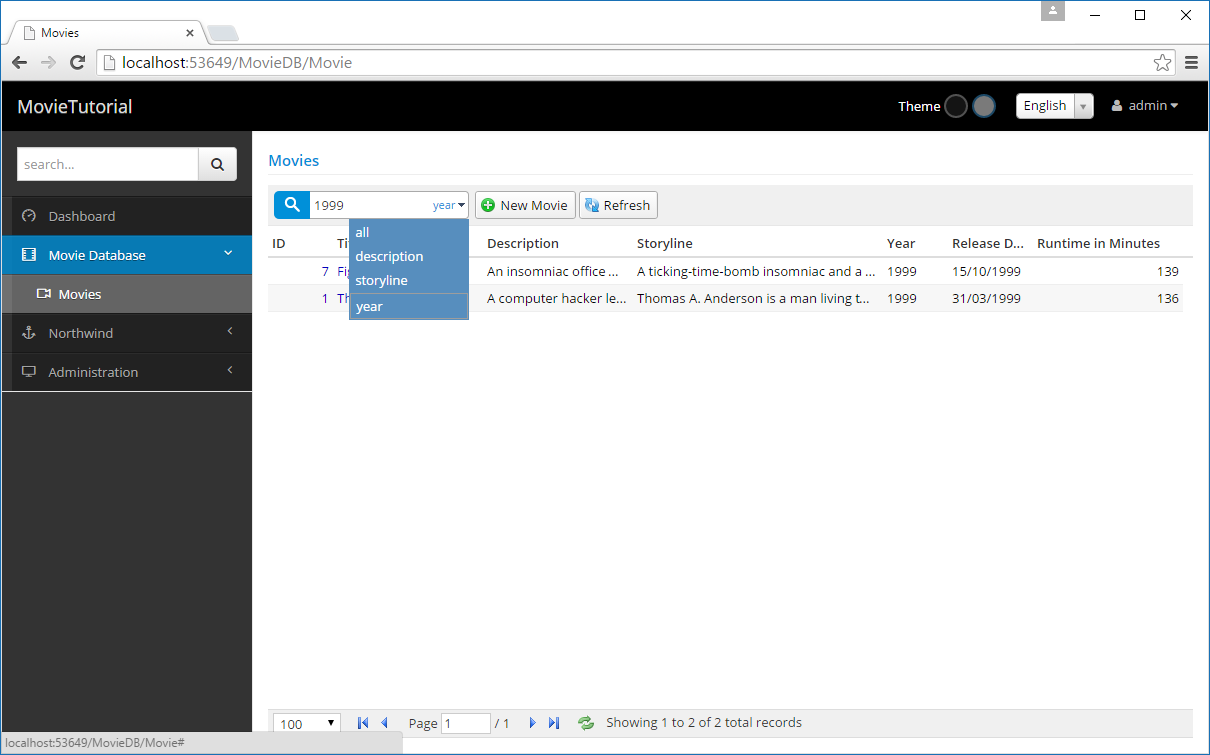 Movies
localhost:53649/MovieDB/Movie
MovieTutorial
Theme
English
admin
search...
Dashboard
Movie Database
Movies
Northwind
Administration
Movies
1999 year
New Movie
Refresh
all
description
storyline
year
ID Description Storyline Year Release D... Runtime in Minutes
7 An insomniac office ... A ticking-time-bomb insomniac and a ... 1999 15/10/1999 139
1 A computer hacker le... Thomas A. Anderson is a man living t... 1999 31/03/1999 136
100 Page 1 / 1 Showing 1 to 2 of 2 total records
localhost:53649/MovieDB/Movie#